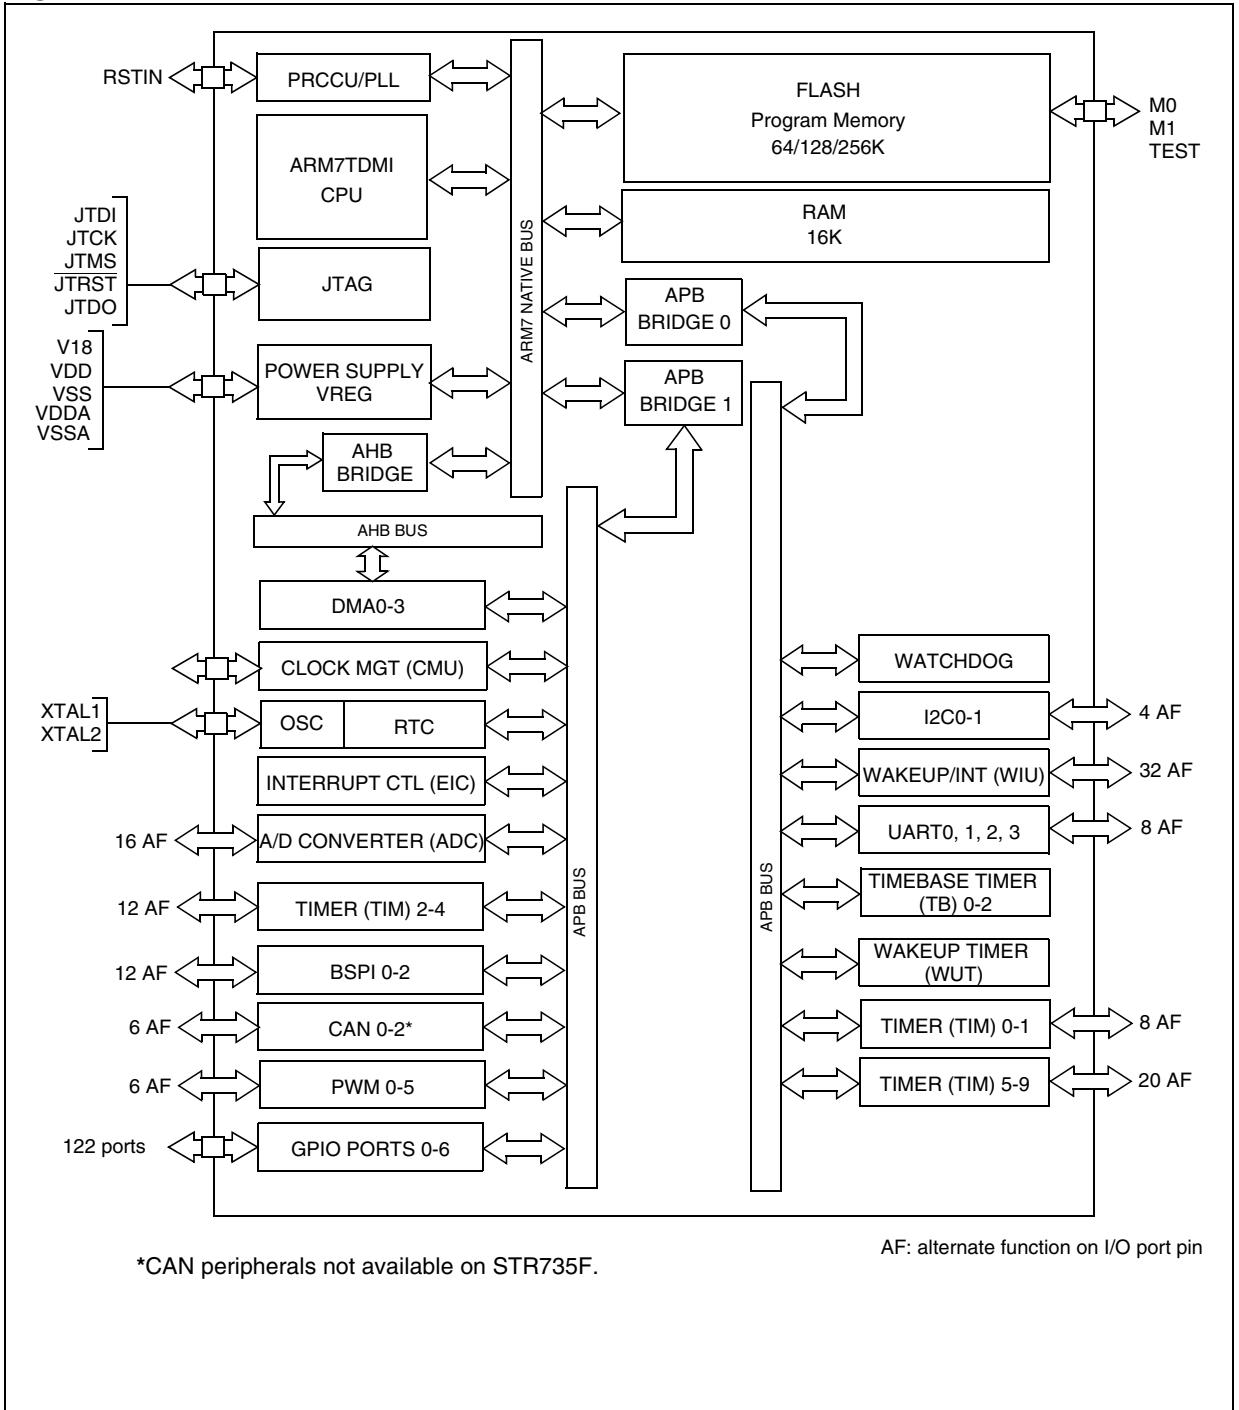 RSTIN
PRCCU/PLL
FLASH
Program Memory
64/128/256K
M0
M1
TEST
ARM7TDMI
CPU
RAM
16K
JTDI
JTCK
JTMS
JTRST
JTDO
JTAG
ARM7 NATIVE BUS
APB
BRIDGE 0
V18
VDD
VSS
VDDA
VSSA
POWER SUPPLY
VREG
APB
BRIDGE 1
AHB
BRIDGE
AHB BUS
DMA0-3
CLOCK MGT (CMU)
XTAL1
XTAL2
OSC
RTC
INTERRUPT CTL (EIC)
16 AF
A/D CONVERTER (ADC)
12 AF
TIMER (TIM) 2-4
12 AF
BSPI 0-2
6 AF
CAN 0-2*
6 AF
PWM 0-5
122 ports
GPIO PORTS 0-6
APB BUS
APB BUS
WATCHDOG
I2C0-1
4 AF
WAKEUP/INT (WIU)
32 AF
UART0, 1, 2, 3
8 AF
TIMEBASE TIMER
(TB) 0-2
WAKEUP TIMER
(WUT)
TIMER (TIM) 0-1
8 AF
TIMER (TIM) 5-9
20 AF
AF: alternate function on I/O port pin
*CAN peripherals not available on STR735F.